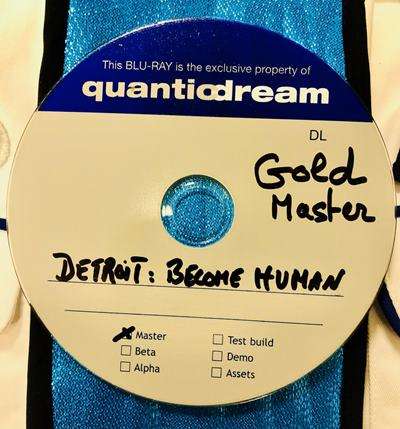 This BLU-RAY is the exclusive property of
quanticdream
DL
Gold
Master
DETROIT: BECOME HUMAN
Master
Beta
Alpha
Test build
Demo
Assets